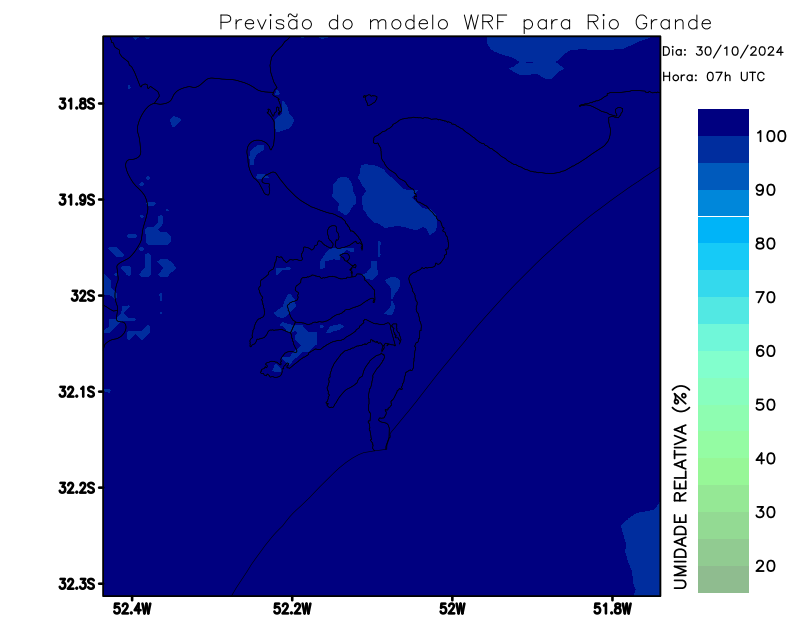 Previsão do modelo WRF para Rio Grande
Dia: 30/10/2024
Hora: 07h UTC
31.8S
31.9S
32S
32.1S
32.2S
32.3S
52.4W
52.2W
52W
51.8W
100
90
80
70
60
50
40
30
20
UMIDADE RELATIVA (%)